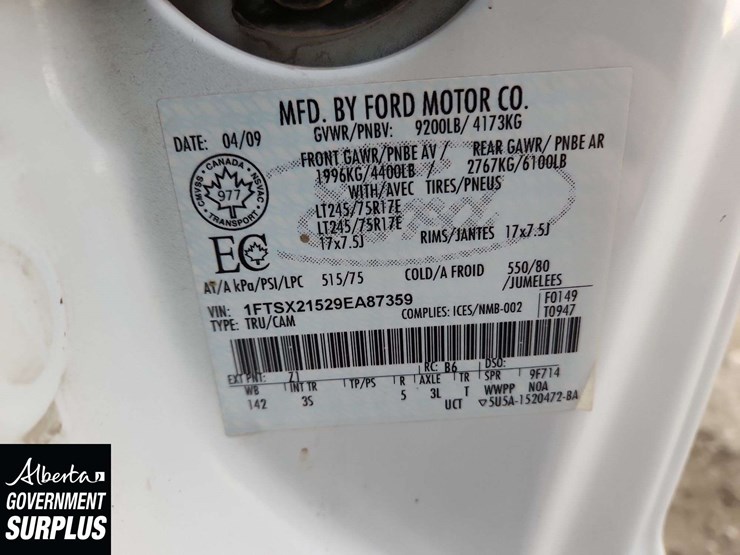 MFD. BY FORD MOTOR CO.
DATE: 04/09 GVWR/PNBV: 9200LB/ 4173KG
FRONT GAWR/PNBE AV / REAR GAWR/ PNBE AR
1996KG/4400LB / 2767KG/6100LB
WITH/AVEC TIRES/PNEUS
LT245/75R17E
LT245/75R17E
17x7.5J RIMS/JANTES 17x7.5J
CANADA
CMVSS NSVAC
977
TRANSPORT
EC
AT/A kPa/PSI/LPC 515/75 COLD/A FROID 550/80
/JUMELEES
VIN: 1FTSX21529EA87359
TYPE: TRU/CAM COMPLIES: ICES/NMB-002 F0149
T0947
EXT PNT: Z1 RC: B6 DSO:
WB INT TR TP/PS R AXLE TR SPR 9F714
142 3S 5 3L T WWPP NOA
UCT ▽5U5A-1520472-BA
Alberta
GOVERNMENT
SURPLUS